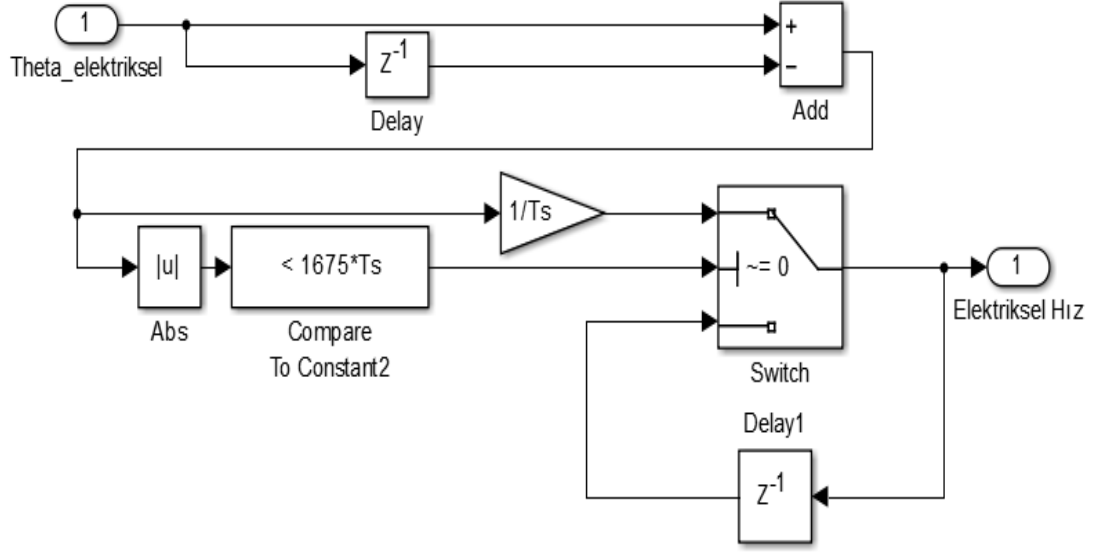 1
Theta_elektriksel
Z-1
Delay
+
−
Add
1/Ts
|u|
Abs
< 1675*Ts
Compare
To Constant2
~= 0
Switch
1
Elektriksel Hız
Delay1
Z-1